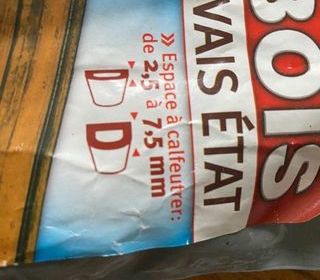 BOIS
VAIS ÉTAT
» Espace à calfeutrer:
de 2,5 à 7,5 mm
D